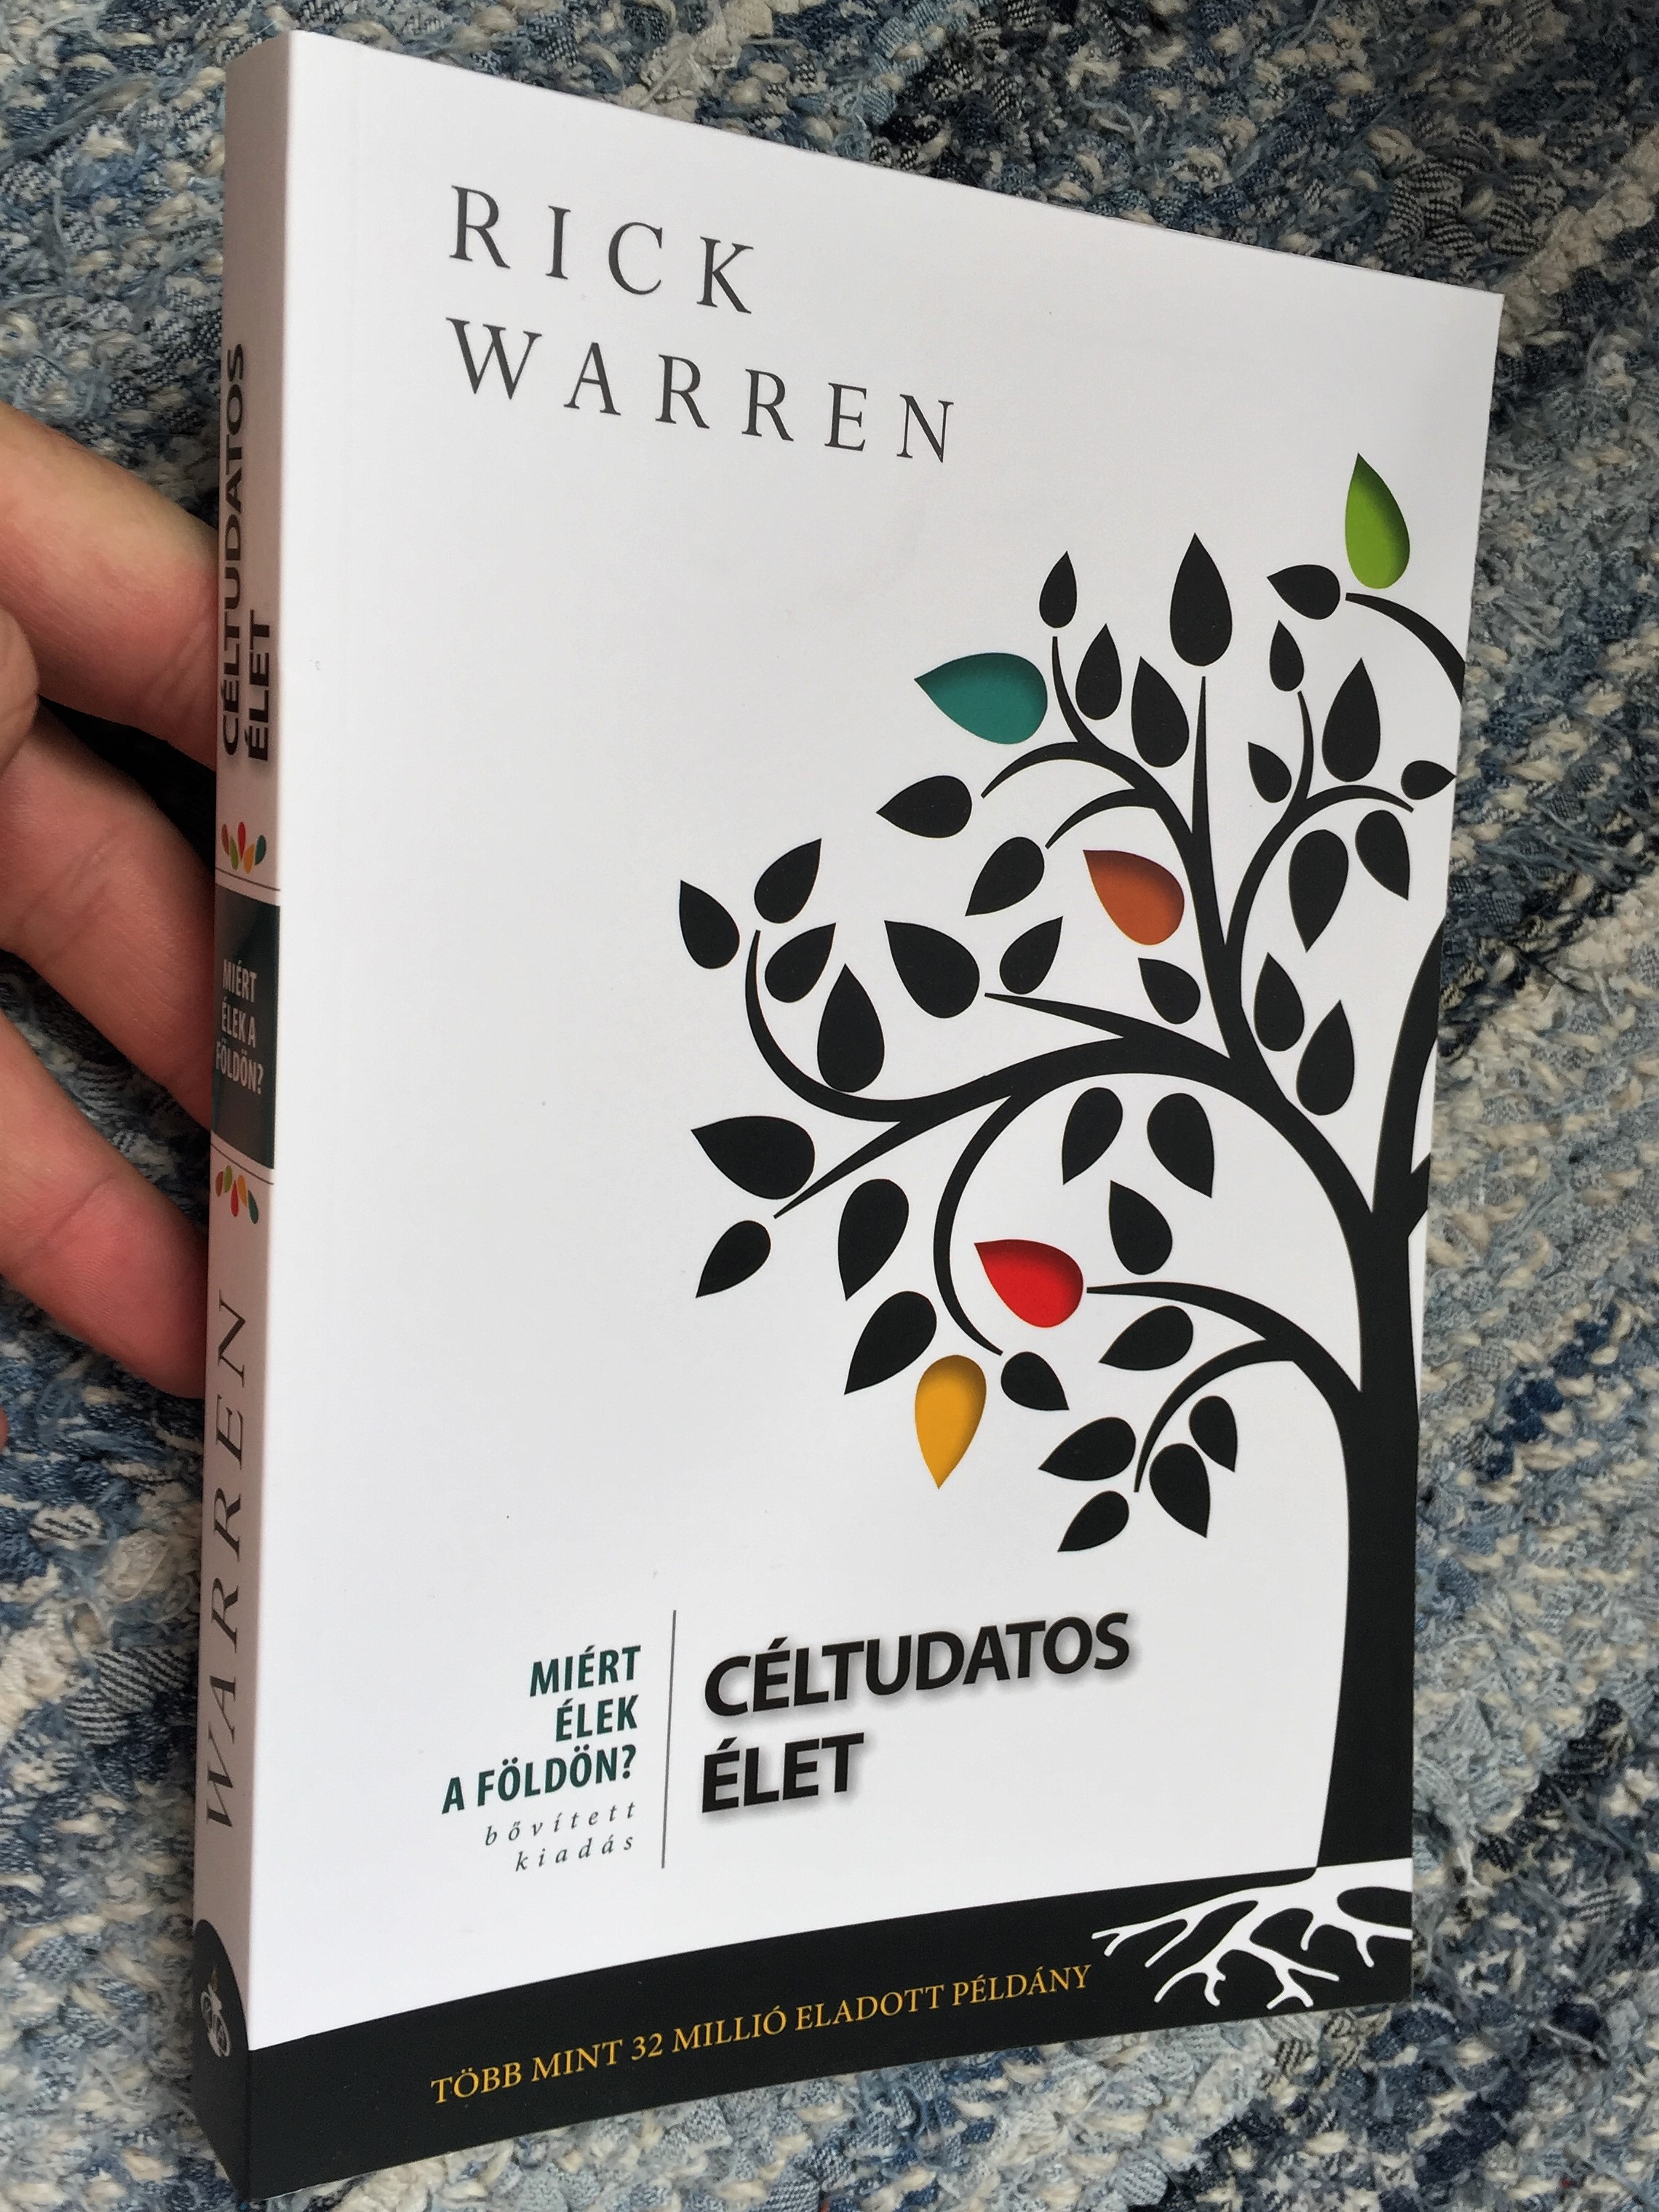 RICK
WARREN
MIÉRT
ÉLEK
A FÖLDÖN?
bővített
kiadás
CÉLTUDATOS
ÉLET
TÖBB MINT 32 MILLIÓ ELADOTT PÉLDÁNY
CÉLTUDATOS
ÉLET
MIÉRT
ÉLEK A
FÖLDÖN?
WARREN